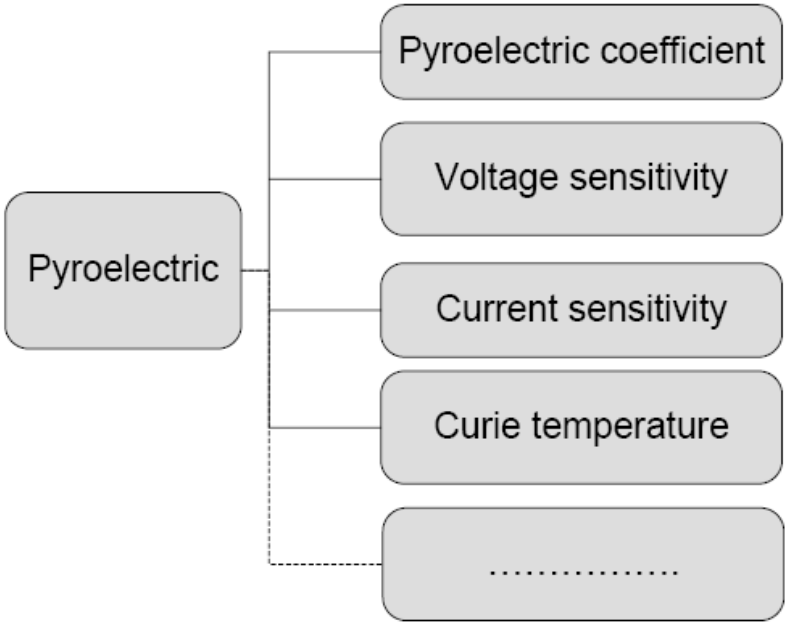 Pyroelectric coefficient
Voltage sensitivity
Pyroelectric
Current sensitivity
Curie temperature
................